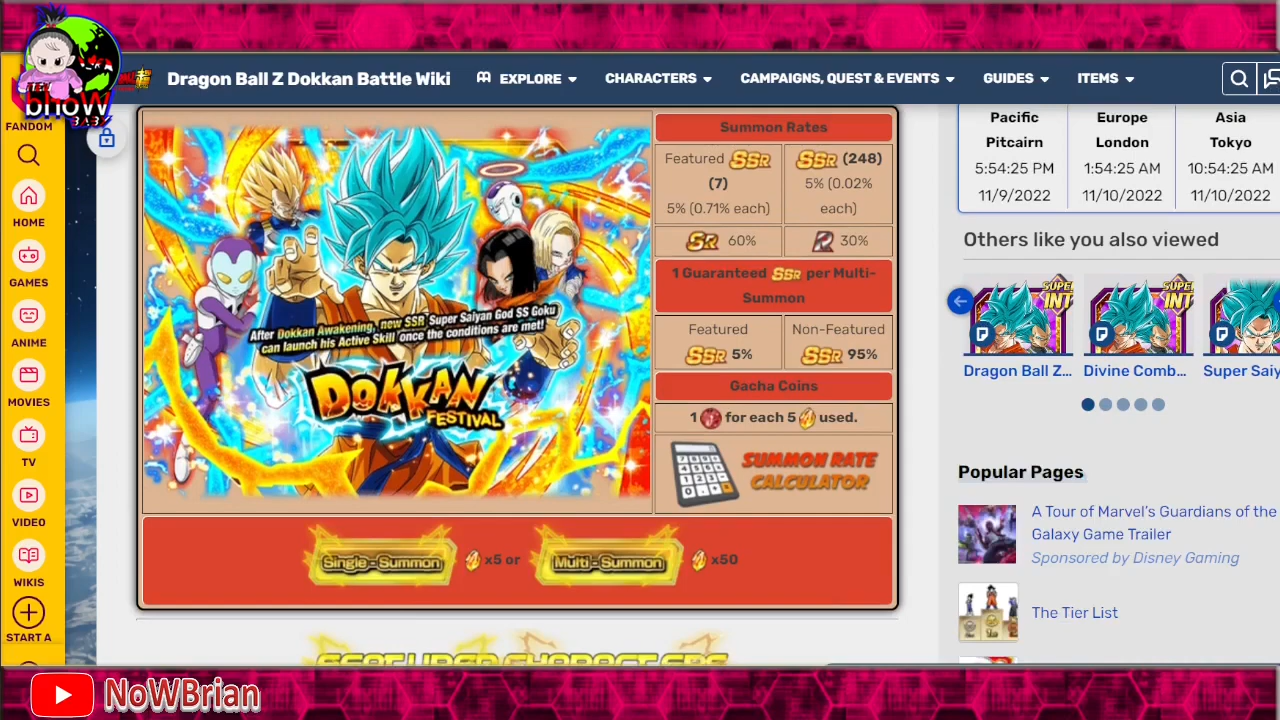 bhoW
BABY
FANDOM
HOME
GAMES
ANIME
MOVIES
TV
VIDEO
WIKIS
START A
Dragon Ball Z Dokkan Battle Wiki
EXPLORE
CHARACTERS
CAMPAIGNS, QUEST & EVENTS
GUIDES
ITEMS
After Dokkan Awakening, new SSR Super Saiyan God SS Goku
can launch his Active Skill once the conditions are met!
DOKKAN
FESTIVAL
Summon Rates
Featured SSR
(7)
5% (0.71% each)
SSR (248)
5% (0.02%
each)
SR 60%
R 30%
1 Guaranteed SSR per Multi-
Summon
Featured
SSR 5%
Non-Featured
SSR 95%
Gacha Coins
1 for each 5 used.
SUMMON RATE
CALCULATOR
Single-Summon x5 or Multi-Summon x50
FEATURED CHARACTERS
Pacific
Pitcairn
5:54:25 PM
11/9/2022
Europe
London
1:54:25 AM
11/10/2022
Asia
Tokyo
10:54:25 AM
11/10/2022
Others like you also viewed
SUPER
INT
SUPER
INT
SUP
Dragon Ball Z...
Divine Comb...
Super Saiy
Popular Pages
A Tour of Marvel's Guardians of the
Galaxy Game Trailer
Sponsored by Disney Gaming
The Tier List
NoWBrian